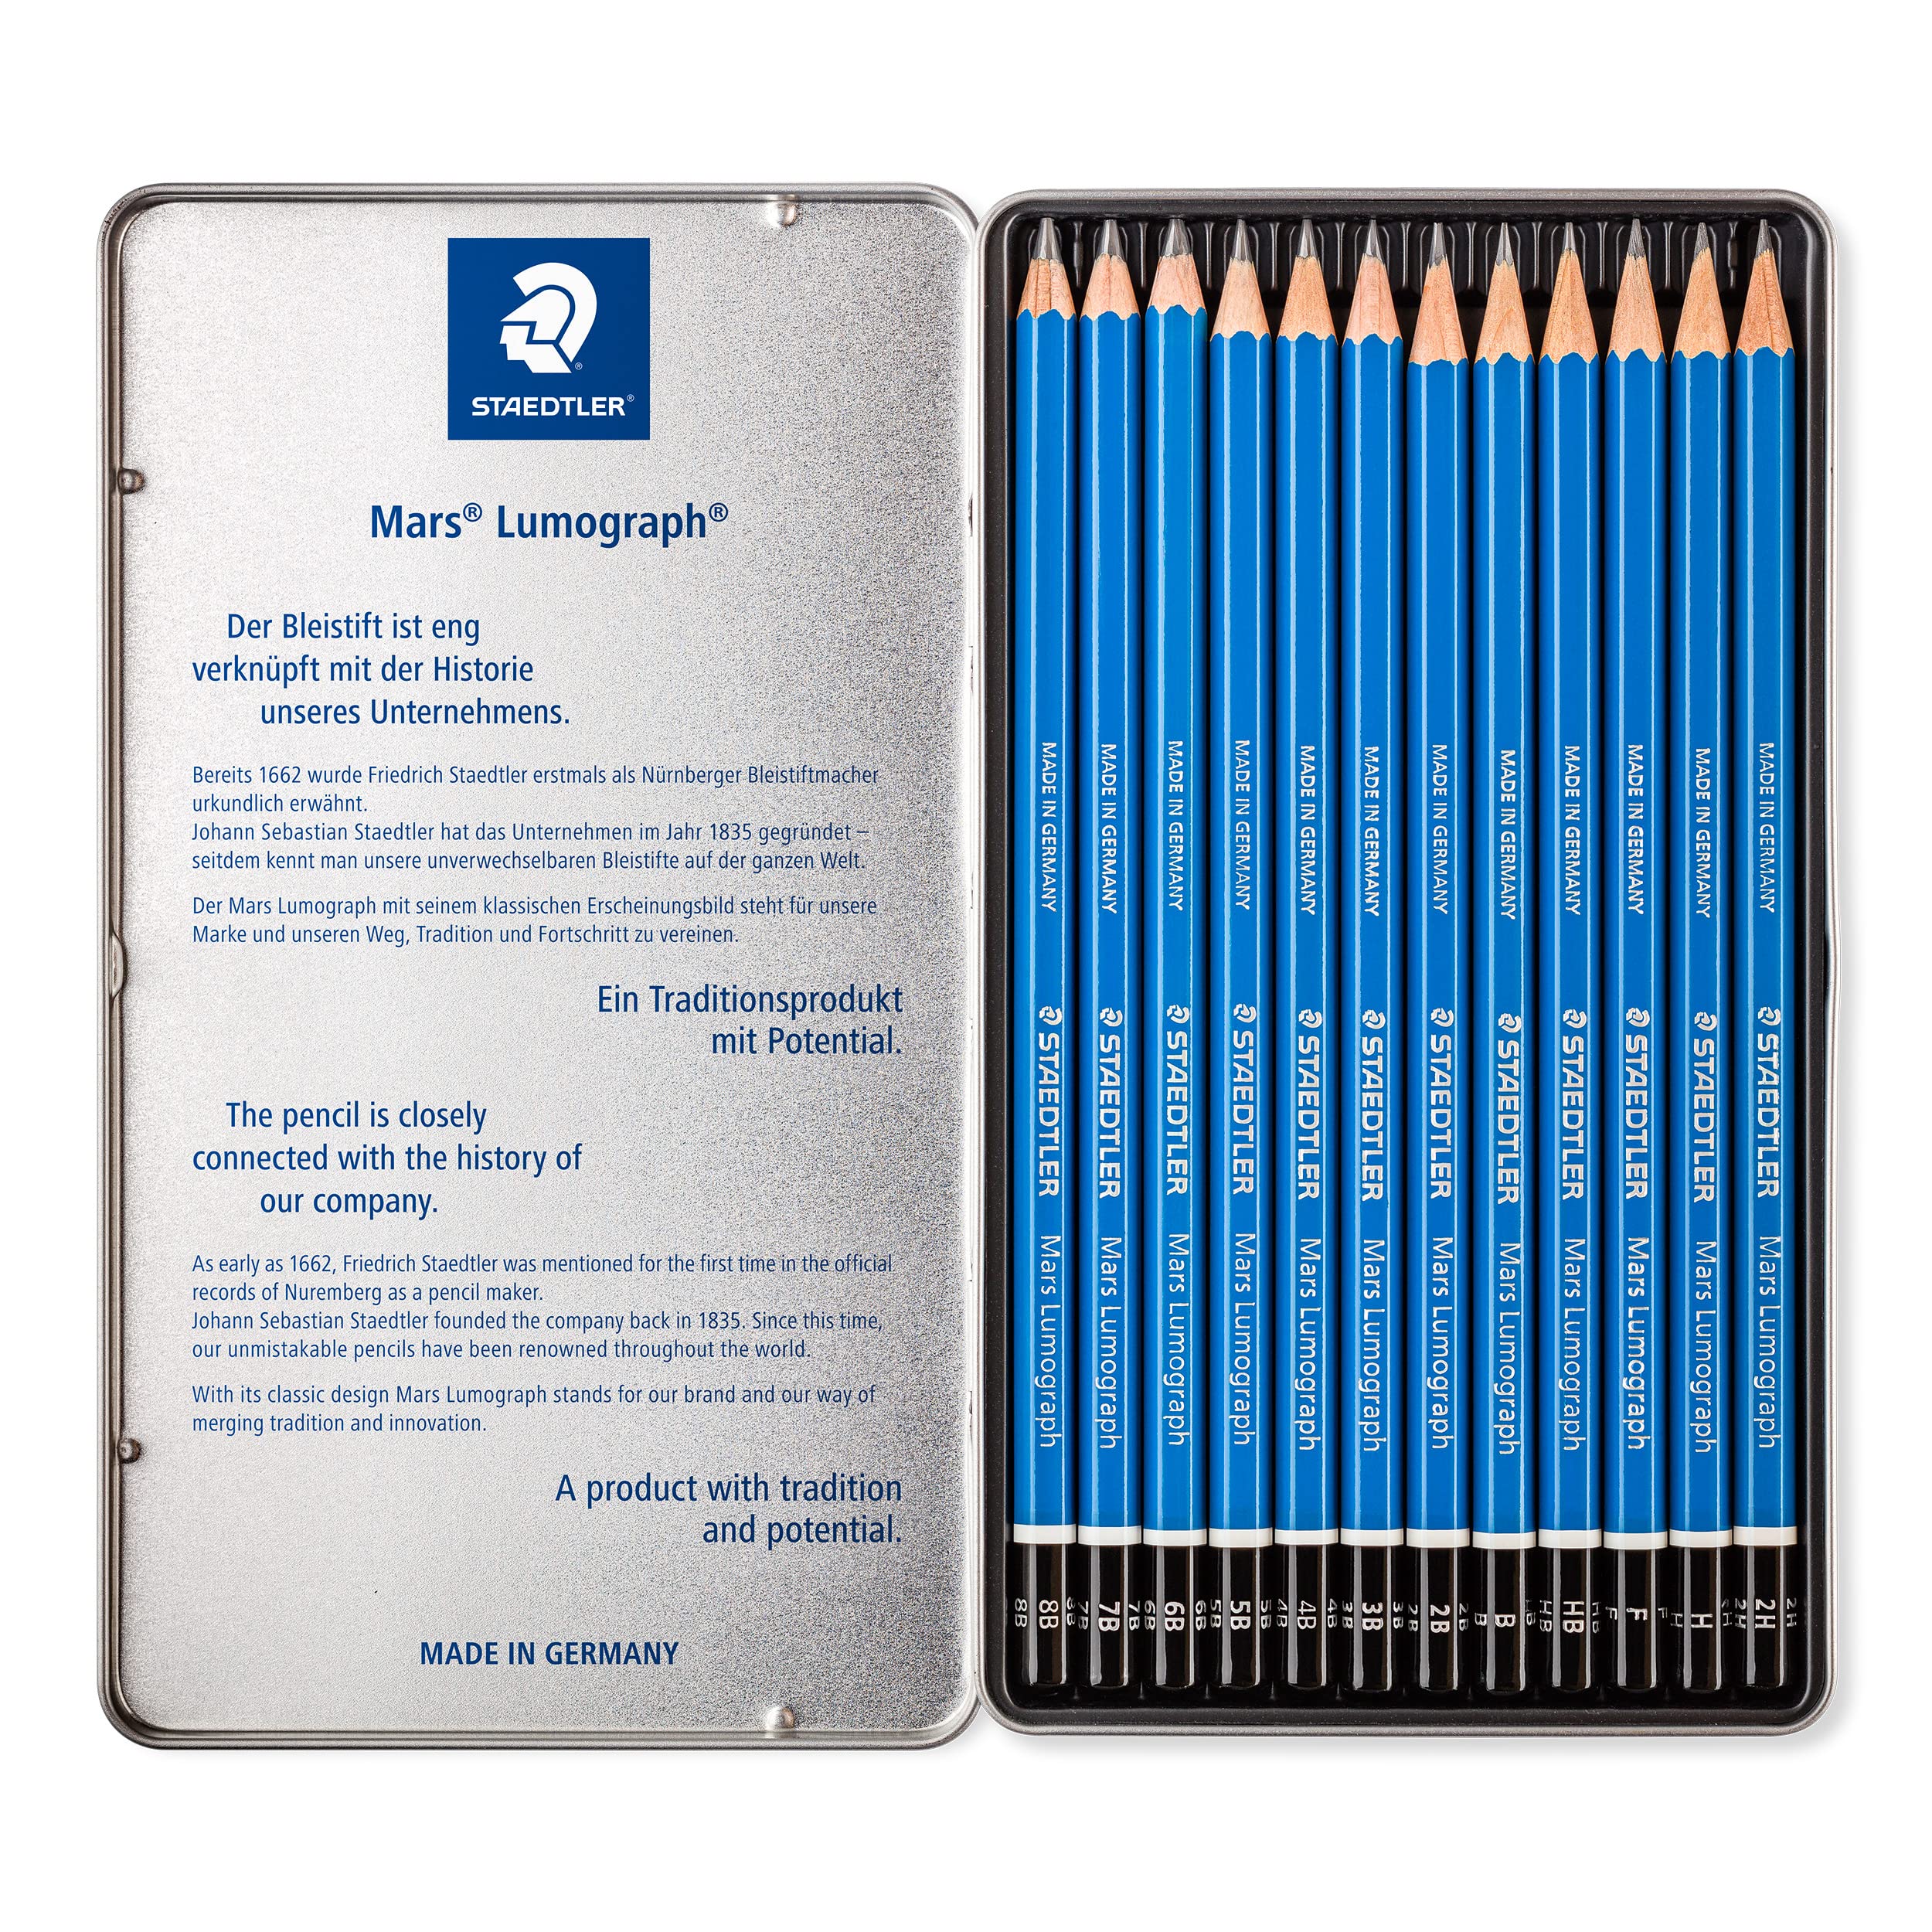 STAEDTLER®
Mars® Lumograph®
Der Bleistift ist eng
verknüpft mit der Historie
unseres Unternehmens.
Bereits 1662 wurde Friedrich Staedtler erstmals als Nürnberger Bleistiftmacher
urkundlich erwähnt.
Johann Sebastian Staedtler hat das Unternehmen im Jahr 1835 gegründet –
seitdem kennt man unsere unverwechselbaren Bleistifte auf der ganzen Welt.
Der Mars Lumograph mit seinem klassischen Erscheinungsbild steht für unsere
Marke und unseren Weg, Tradition und Fortschritt zu vereinen.
Ein Traditionsprodukt
mit Potential.
The pencil is closely
connected with the history of
our company.
As early as 1662, Friedrich Staedtler was mentioned for the first time in the official
records of Nuremberg as a pencil maker.
Johann Sebastian Staedtler founded the company back in 1835. Since this time,
our unmistakable pencils have been renowned throughout the world.
With its classic design Mars Lumograph stands for our brand and our way of
merging tradition and innovation.
A product with tradition
and potential.
MADE IN GERMANY
MADE IN GERMANY STAEDTLER Mars Lumograph 8B
MADE IN GERMANY STAEDTLER Mars Lumograph 7B
MADE IN GERMANY STAEDTLER Mars Lumograph 6B
MADE IN GERMANY STAEDTLER Mars Lumograph 5B
MADE IN GERMANY STAEDTLER Mars Lumograph 4B
MADE IN GERMANY STAEDTLER Mars Lumograph 3B
MADE IN GERMANY STAEDTLER Mars Lumograph 2B
MADE IN GERMANY STAEDTLER Mars Lumograph B
MADE IN GERMANY STAEDTLER Mars Lumograph HB
MADE IN GERMANY STAEDTLER Mars Lumograph F
MADE IN GERMANY STAEDTLER Mars Lumograph H
MADE IN GERMANY STAEDTLER Mars Lumograph 2H